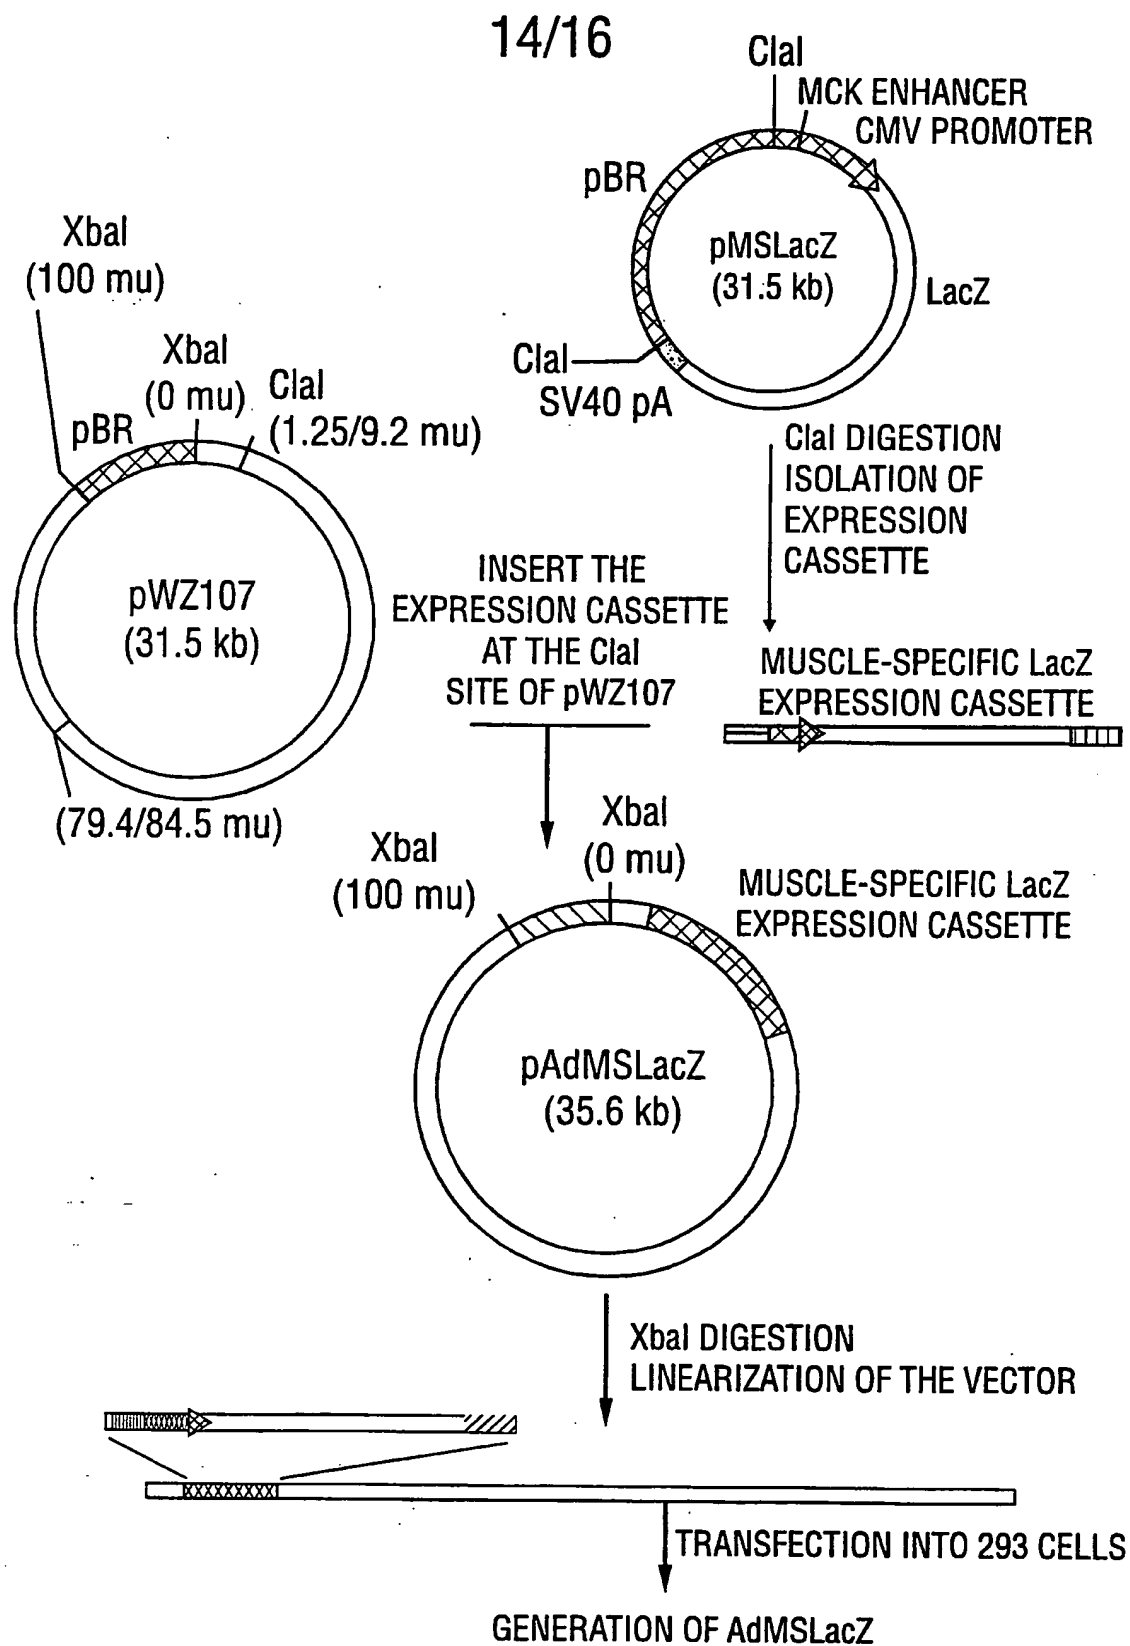 14/16
ClaI
MCK ENHANCER
CMV PROMOTER
pBR
pMSLacZ
(31.5 kb)
LacZ
ClaI
SV40 pA
XbaI
(100 mu)
XbaI
(0 mu)
ClaI
(1.25/9.2 mu)
pBR
pWZ107
(31.5 kb)
(79.4/84.5 mu)
ClaI DIGESTION
ISOLATION OF
EXPRESSION
CASSETTE
INSERT THE
EXPRESSION CASSETTE
AT THE ClaI
SITE OF pWZ107
MUSCLE-SPECIFIC LacZ
EXPRESSION CASSETTE
XbaI
(100 mu)
XbaI
(0 mu)
MUSCLE-SPECIFIC LacZ
EXPRESSION CASSETTE
pAdMSLacZ
(35.6 kb)
XbaI DIGESTION
LINEARIZATION OF THE VECTOR
TRANSFECTION INTO 293 CELLS
GENERATION OF AdMSLacZ